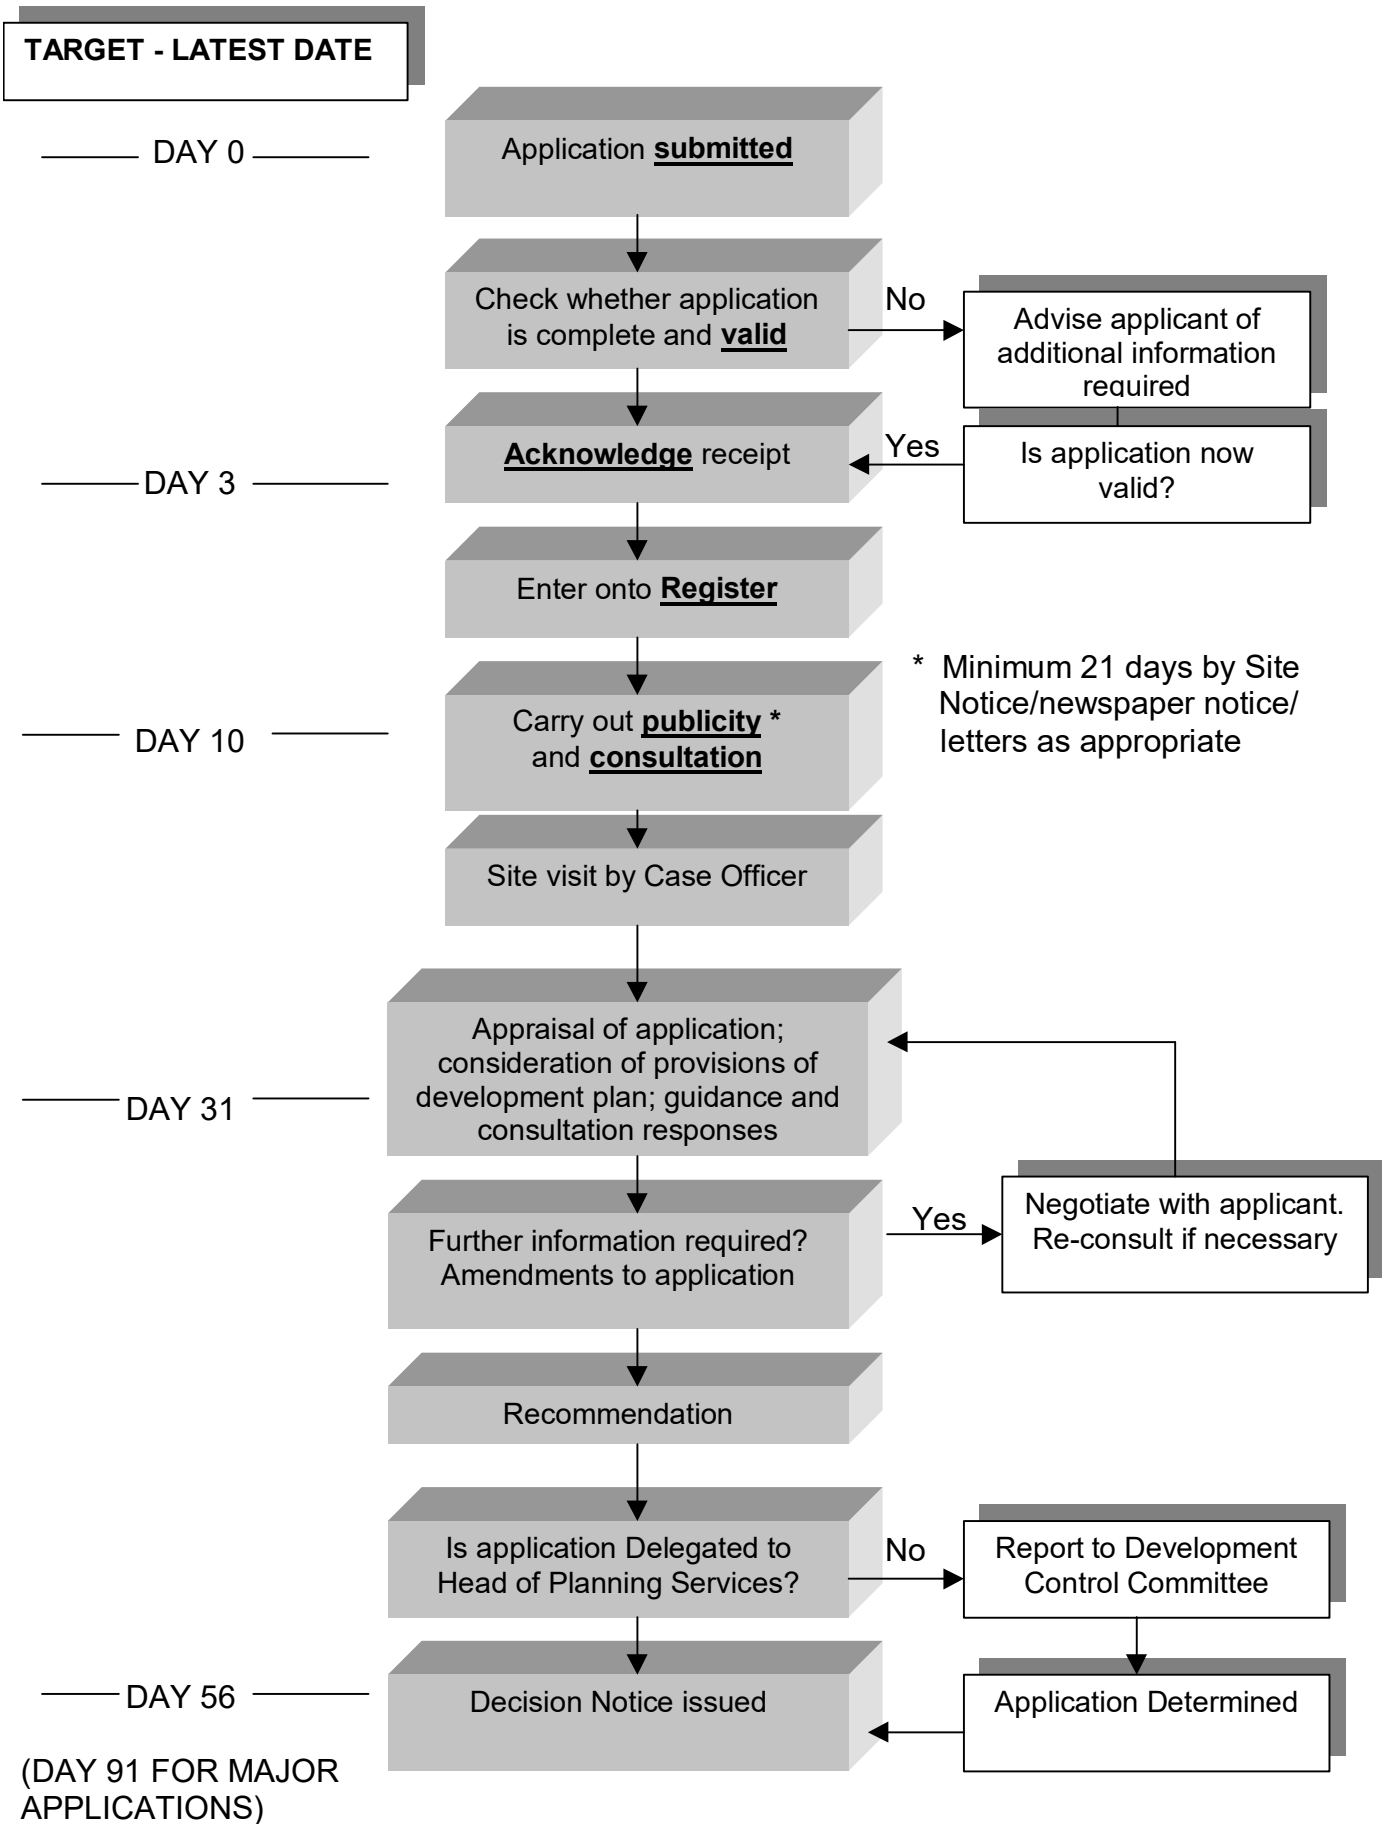 TARGET - LATEST DATE
DAY 0
Application submitted
Check whether application
is complete and valid
No
Advise applicant of
additional information
required
DAY 3
Acknowledge receipt
Yes
Is application now
valid?
Enter onto Register
* Minimum 21 days by Site
Notice/newspaper notice/
letters as appropriate
DAY 10
Carry out publicity *
and consultation
Site visit by Case Officer
DAY 31
Appraisal of application;
consideration of provisions of
development plan; guidance and
consultation responses
Further information required?
Amendments to application
Yes
Negotiate with applicant.
Re-consult if necessary
Recommendation
Is application Delegated to
Head of Planning Services?
No
Report to Development
Control Committee
DAY 56
Decision Notice issued
Application Determined
(DAY 91 FOR MAJOR
APPLICATIONS)